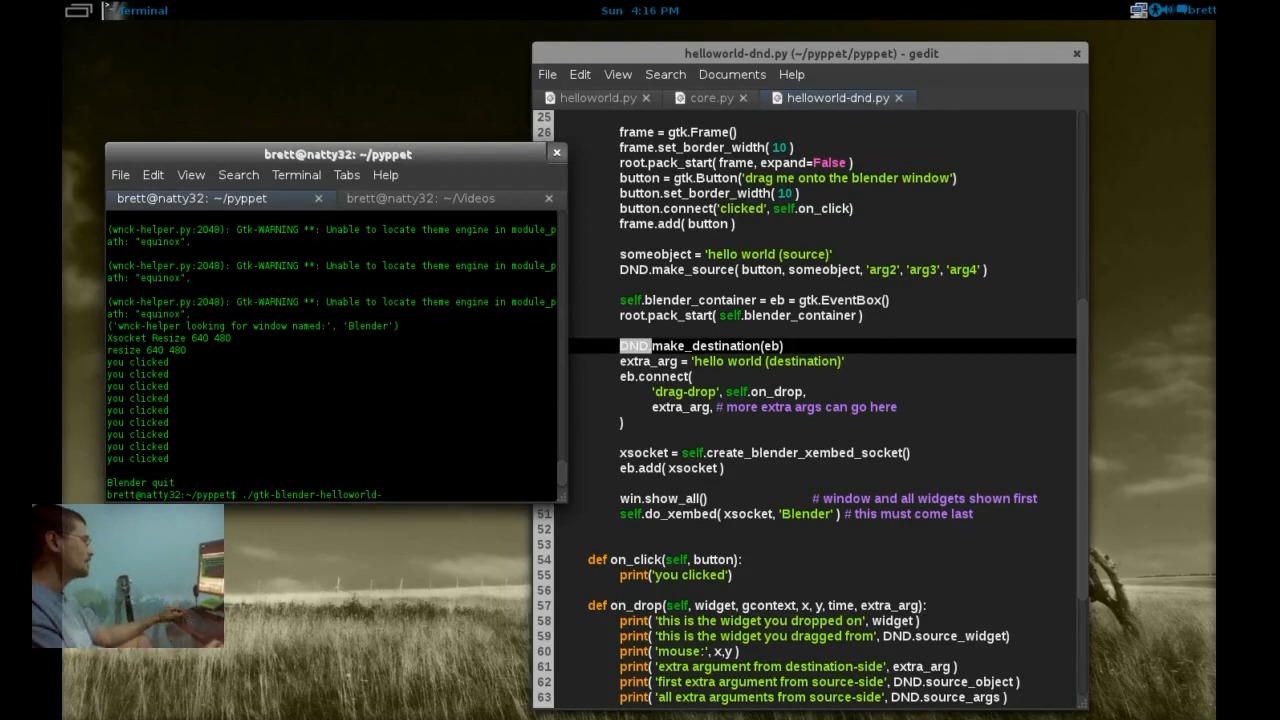 Terminal
Sun 4:16 PM
brett
helloworld-dnd.py (~/pyppet/pyppet) - gedit
File Edit View Search Documents Help
helloworld.py
core.py
helloworld-dnd.py
25
26
frame = gtk.Frame()
frame.set_border_width( 10 )
root.pack_start( frame, expand=False )
button = gtk.Button('drag me onto the blender window')
button.set_border_width( 10 )
button.connect('clicked', self.on_click)
frame.add( button )
someobject = 'hello world (source)'
DND.make_source( button, someobject, 'arg2', 'arg3', 'arg4' )
self.blender_container = eb = gtk.EventBox()
root.pack_start( self.blender_container )
DND.make_destination(eb)
extra_arg = 'hello world (destination)'
eb.connect(
'drag-drop', self.on_drop,
extra_arg, # more extra args can go here
)
xsocket = self.create_blender_xembed_socket()
eb.add( xsocket )
win.show_all() # window and all widgets shown first
51 self.do_xembed( xsocket, 'Blender' ) # this must come last
52
53
54 def on_click(self, button):
55 print('you clicked')
56
57 def on_drop(self, widget, gcontext, x, y, time, extra_arg):
58 print( 'this is the widget you dropped on', widget )
59 print( 'this is the widget you dragged from', DND.source_widget)
60 print( 'mouse:', x,y )
61 print( 'extra argument from destination-side', extra_arg )
62 print( 'first extra argument from source-side', DND.source_object )
63 print( 'all extra arguments from source-side', DND.source_args )
brett@natty32: ~/pyppet
File Edit View Search Terminal Tabs Help
brett@natty32: ~/pyppet
brett@natty32: ~/Videos
(wnck-helper.py:2048): Gtk-WARNING **: Unable to locate theme engine in module_p
ath: "equinox",
(wnck-helper.py:2048): Gtk-WARNING **: Unable to locate theme engine in module_p
ath: "equinox",
(wnck-helper.py:2048): Gtk-WARNING **: Unable to locate theme engine in module_p
ath: "equinox",
('wnck-helper looking for window named:', 'Blender')
Xsocket Resize 640 480
resize 640 480
you clicked
you clicked
you clicked
you clicked
you clicked
you clicked
you clicked
you clicked
you clicked
Blender quit
brett@natty32:~/pyppet$ ./gtk-blender-helloworld-